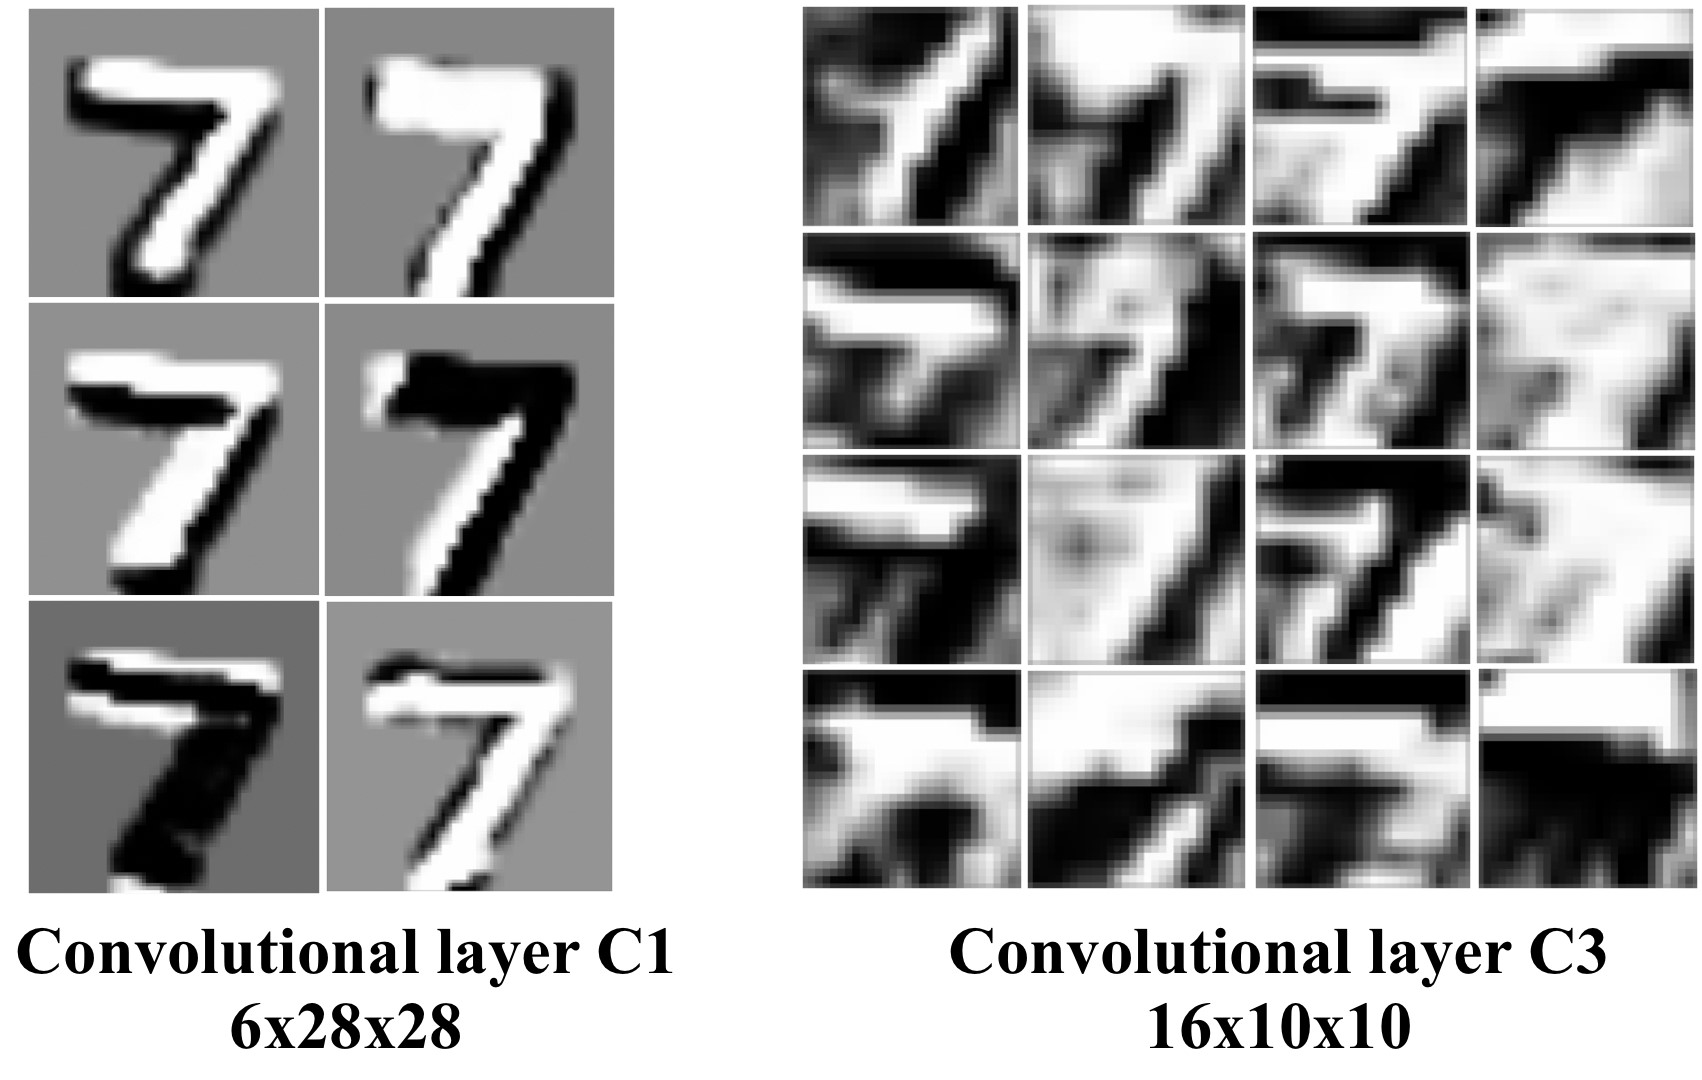 Convolutional layer C1
6x28x28
Convolutional layer C3
16x10x10